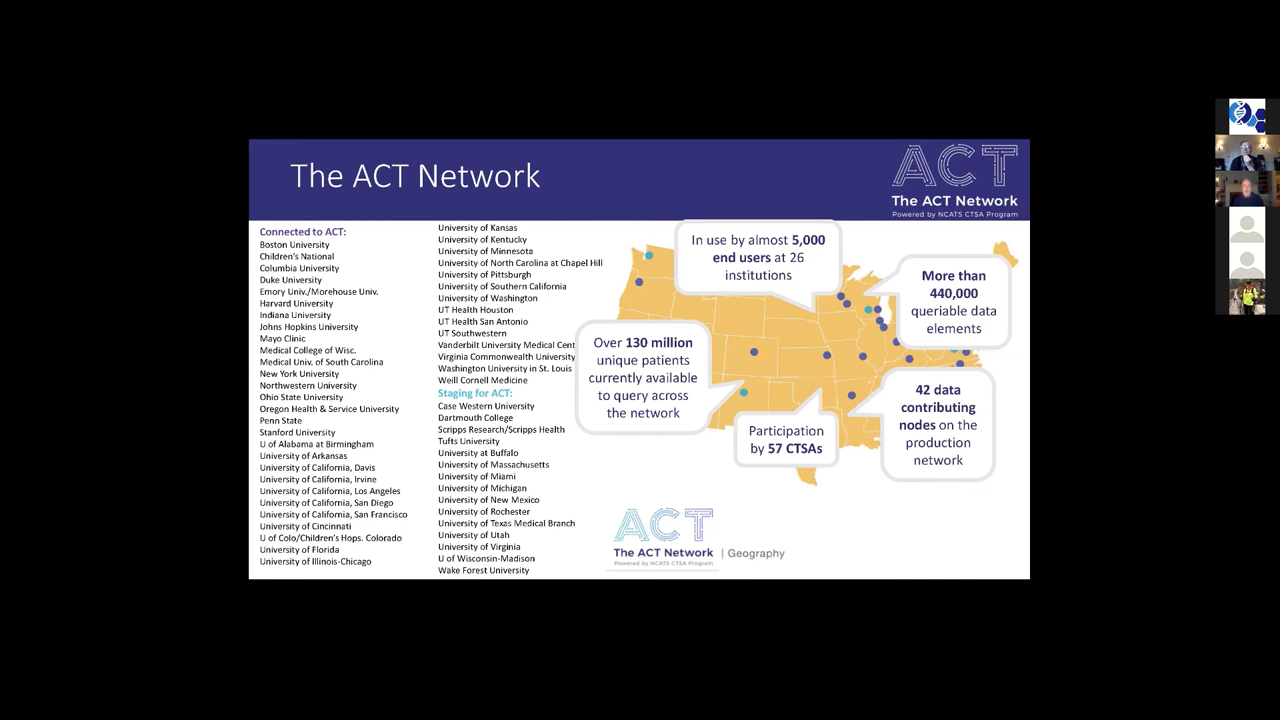 The ACT Network
ACT
The ACT Network
Powered by NCATS CTSA Program
Connected to ACT:
Boston University
Children's National
Columbia University
Duke University
Emory Univ./Morehouse Univ.
Harvard University
Indiana University
Johns Hopkins University
Mayo Clinic
Medical College of Wisc.
Medical Univ. of South Carolina
New York University
Northwestern University
Ohio State University
Oregon Health & Service University
Penn State
Stanford University
U of Alabama at Birmingham
University of Arkansas
University of California, Davis
University of California, Irvine
University of California, Los Angeles
University of California, San Diego
University of California, San Francisco
University of Cincinnati
U of Colo/Children's Hops. Colorado
University of Florida
University of Illinois-Chicago
University of Kansas
University of Kentucky
University of Minnesota
University of North Carolina at Chapel Hill
University of Pittsburgh
University of Southern California
University of Washington
UT Health Houston
UT Health San Antonio
UT Southwestern
Vanderbilt University Medical Cent
Virginia Commonwealth University
Washington University in St. Louis
Weill Cornell Medicine
Staging for ACT:
Case Western University
Dartmouth College
Scripps Research/Scripps Health
Tufts University
University at Buffalo
University of Massachusetts
University of Miami
University of Michigan
University of New Mexico
University of Rochester
University of Texas Medical Branch
University of Utah
University of Virginia
U of Wisconsin-Madison
Wake Forest University
In use by almost 5,000
end users at 26
institutions
More than
440,000
queriable data
elements
Over 130 million
unique patients
currently available
to query across
the network
Participation
by 57 CTSAs
42 data
contributing
nodes on the
production
network
ACT
The ACT Network | Geography
Powered by NCATS CTSA Program